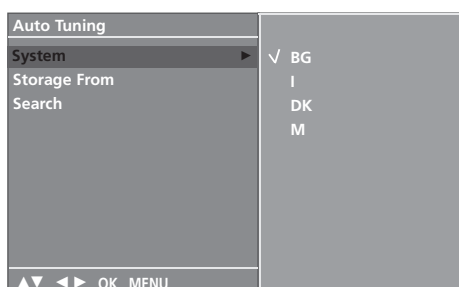 Auto Tuning
System ►
Storage From
Search
√ BG
I
DK
M
▲▼ ◄► OK MENU